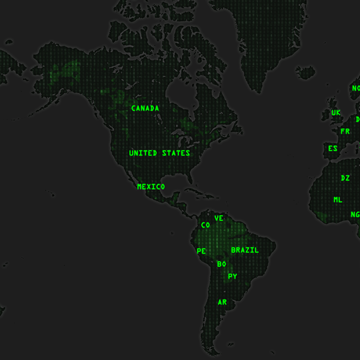 NO
CANADA
UK
D
FR
ES
UNITED STATES
DZ
MEXICO
ML
NG
VE
CO
PE
BRAZIL
BO
PY
AR